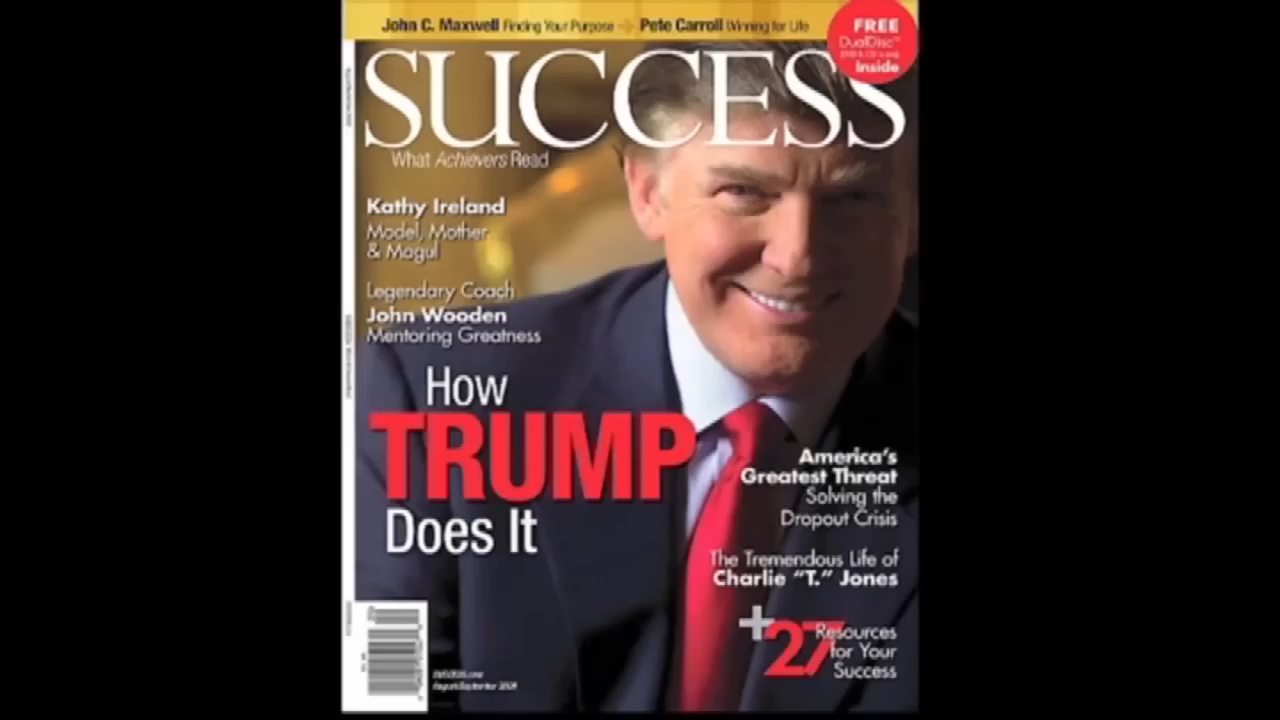 John C. Maxwell Finding Your Purpose Pete Carroll Winning for Life
FREE
DualDisc
Inside
SUCCESS
What Achievers Read
Kathy Ireland
Model, Mother
& Mogul
Legendary Coach
John Wooden
Mentoring Greatness
How
TRUMP
Does It
America's
Greatest Threat
Solving the
Dropout Crisis
The Tremendous Life of
Charlie "T." Jones
+27
Resources
for Your
Success